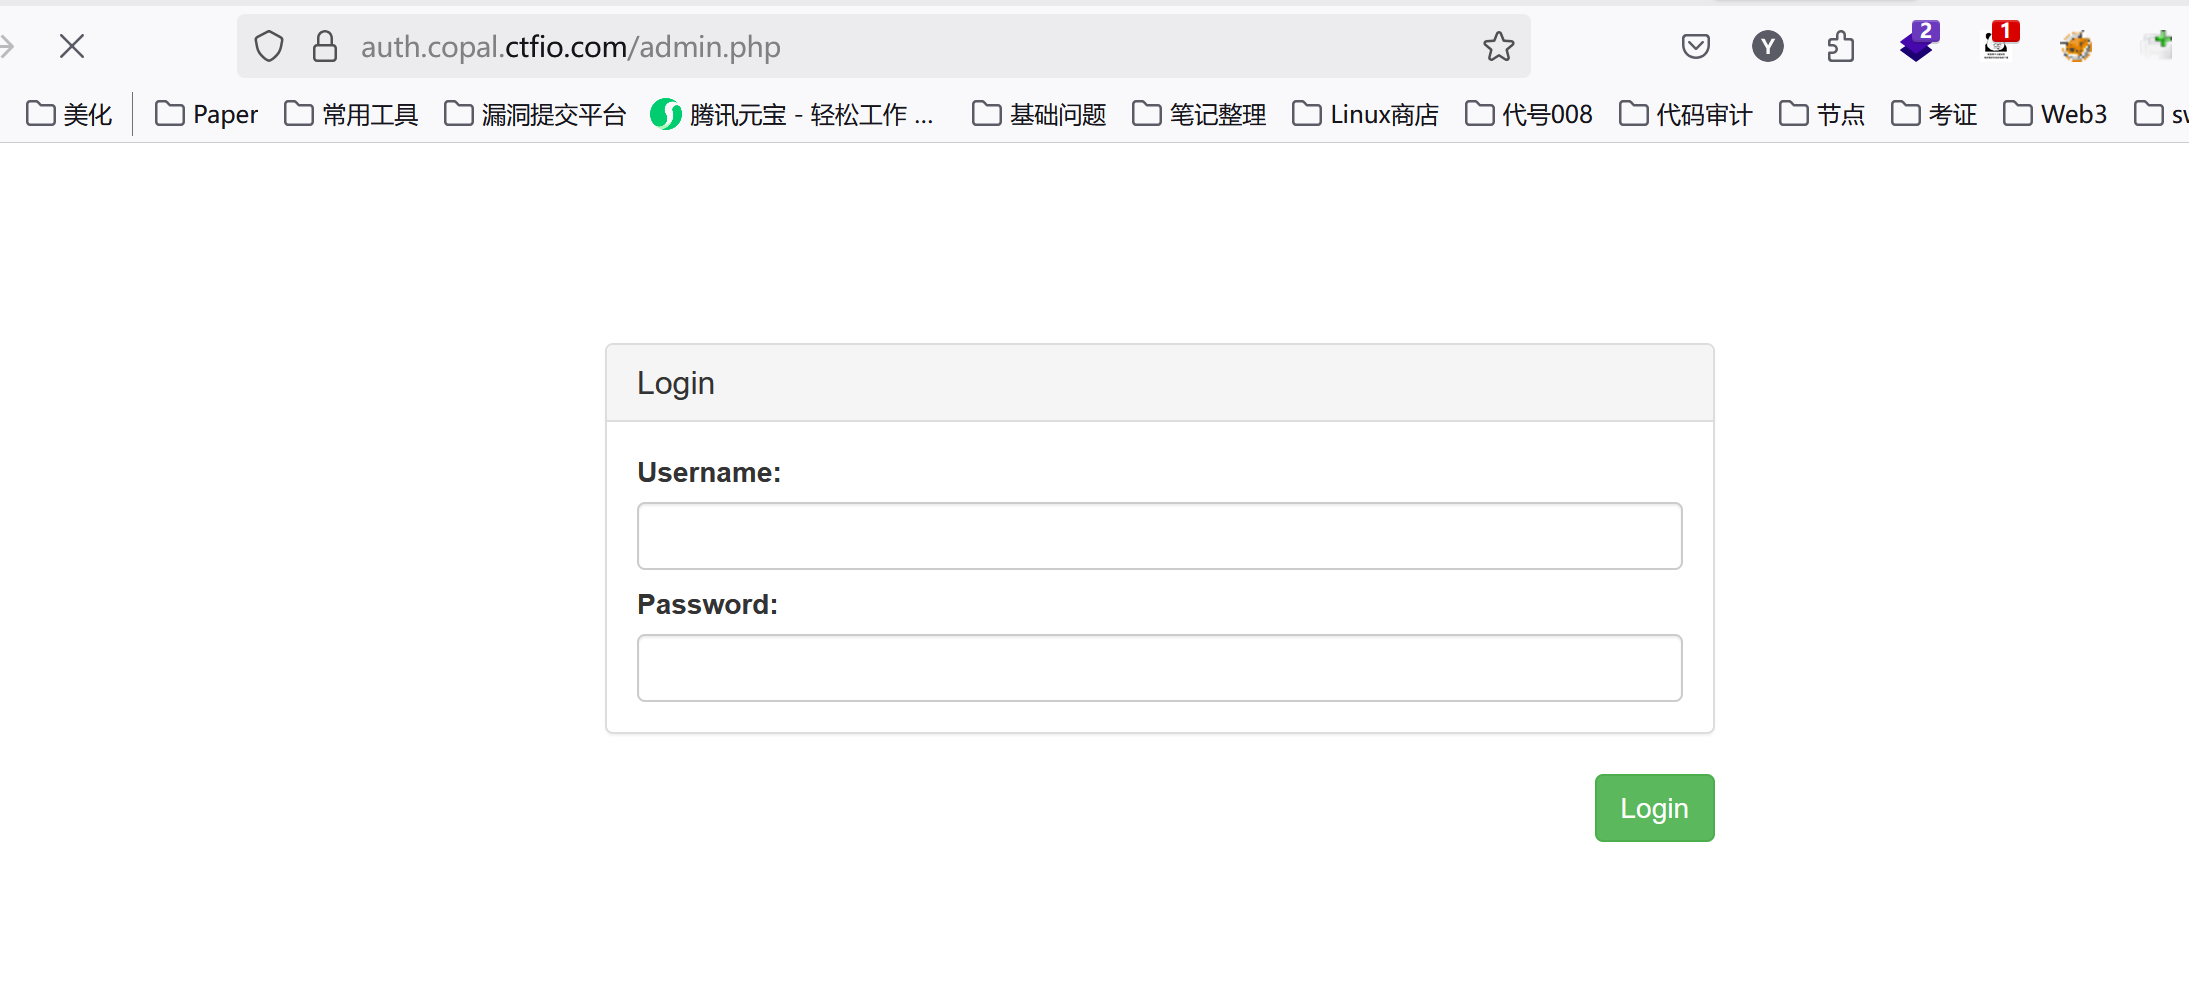 auth.copal.ctfio.com/admin.php
Y
2
1
美化 Paper 常用工具 漏洞提交平台 腾讯元宝 - 轻松工作 ... 基础问题 笔记整理 Linux商店 代号008 代码审计 节点 考证 Web3
Login
Username:
Password:
Login